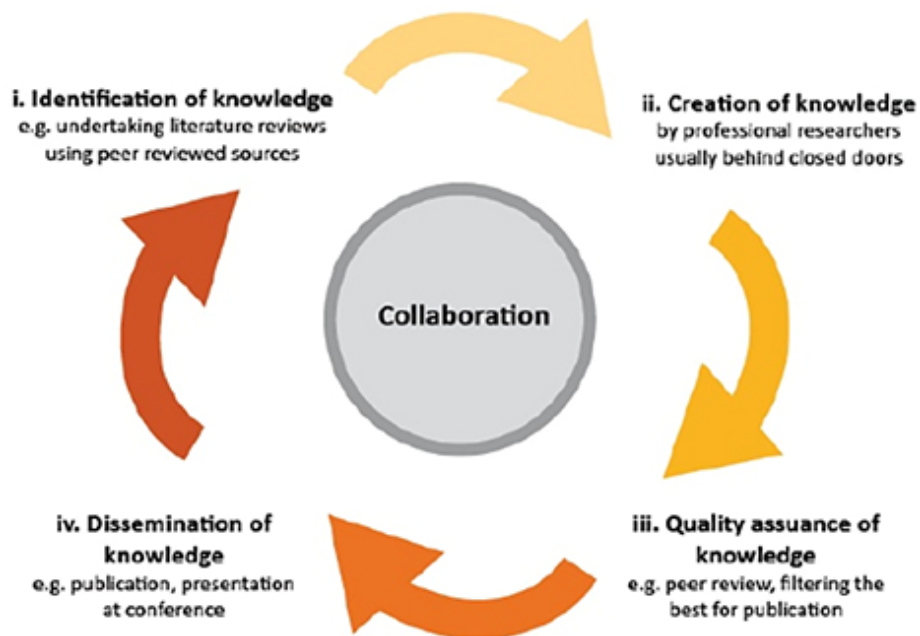 i. Identification of knowledge
e.g. undertaking literature reviews
using peer reviewed sources
ii. Creation of knowledge
by professional researchers
usually behind closed doors
Collaboration
iii. Quality assuance of
knowledge
e.g. peer review, filtering the
best for publication
iv. Dissemination of
knowledge
e.g. publication, presentation
at conference